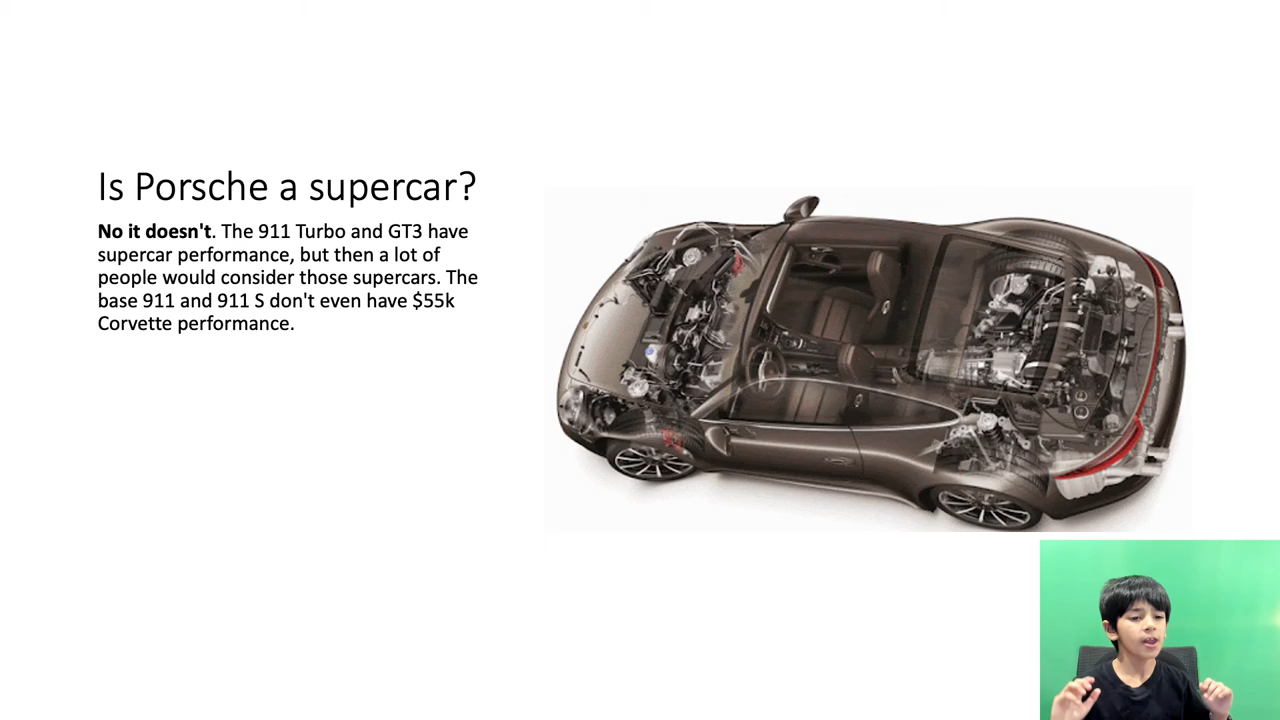 Is Porsche a supercar?
No it doesn't. The 911 Turbo and GT3 have
supercar performance, but then a lot of
people would consider those supercars. The
base 911 and 911 S don't even have $55k
Corvette performance.